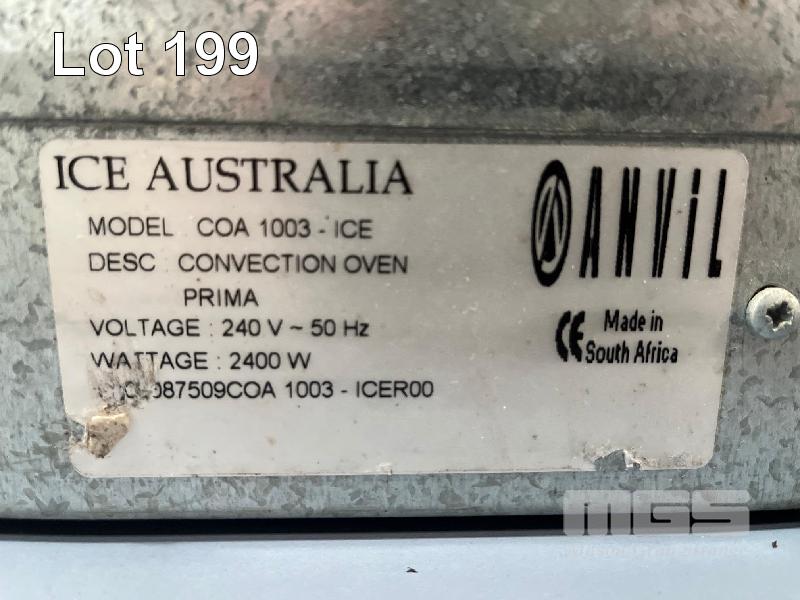 Lot 199
ICE AUSTRALIA
ANViL
MODEL : COA 1003 - ICE
DESC : CONVECTION OVEN
PRIMA
VOLTAGE : 240 V ~ 50 Hz
WATTAGE : 2400 W
CE Made in
South Africa
087509COA 1003 - ICER00
MGS